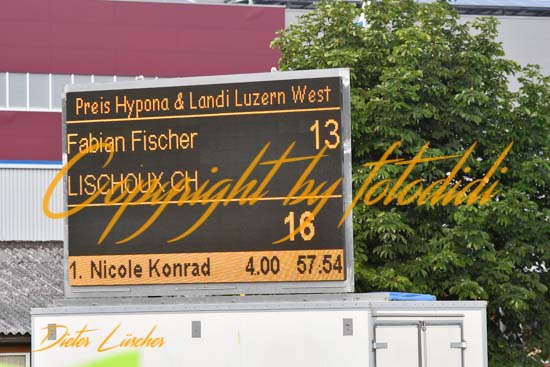 Preis Hypona & Landi Luzern West
Fabian Fischer 13
LISCHOUX CH
16
1. Nicole Konrad 4.00 57.54
Copyright by fotodidi
Dieter Lürcher